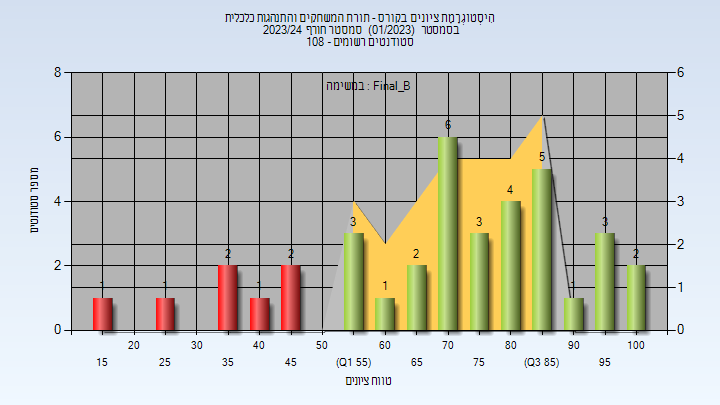 הִיסטוֹגְרָמַת ציונים בקורס - תורת המשחקים והתנהגות כלכלית
בסמסטר (01/2023) סמסטר חורף 2023/24
סטודנטים רשומים - 108
במשימה : Final_B
8 6 4 2 0
6 5 4 3 2 1 0
מספר סטודנטים
1 1 2 1 2 3 1 2 6 3 4 5 1 3 2
20 30 40 50 60 70 80 90 100
15 25 35 45 (Q1 55) 65 75 (Q3 85) 95
טווח ציונים